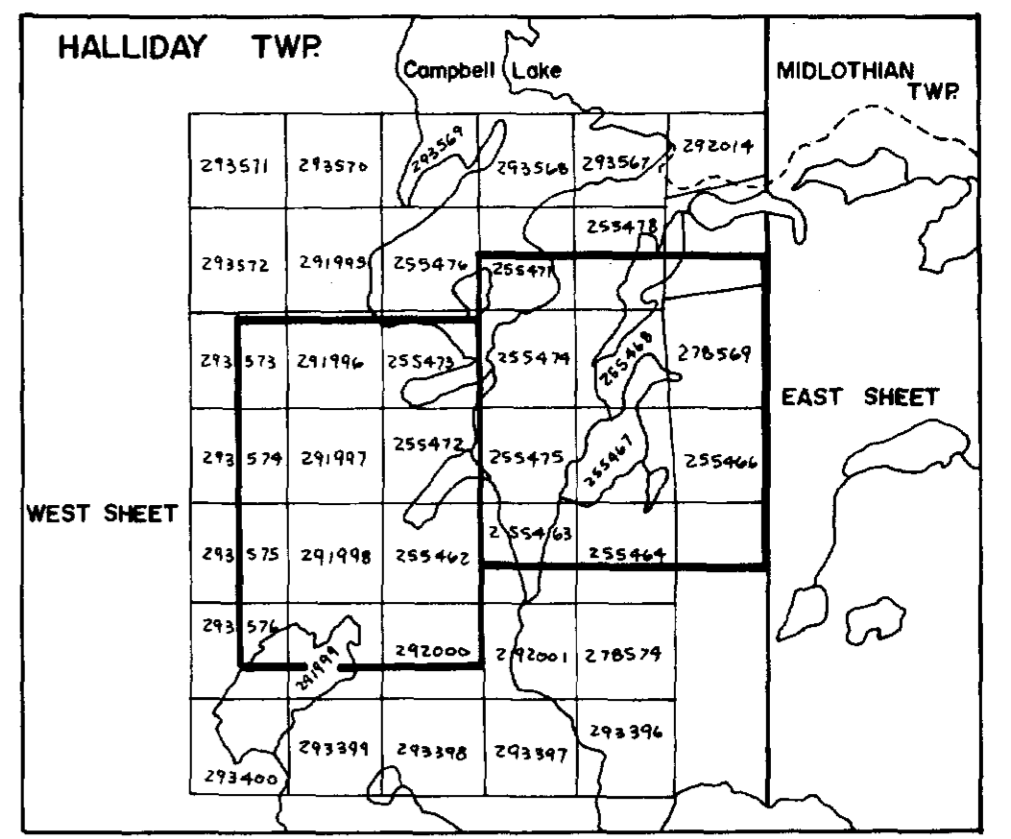 HALLIDAY TWP.
Campbell Lake
MIDLOTHIAN TWP.
293571 293570 293569 293568 293567 292014
255478
293572 291995 255476 255471
293573 291996 255473 255474 255468 278569
EAST SHEET
293574 291997 255472 255475 255467 255466
WEST SHEET
293575 291998 255462 255463 255464
293576 291999 292000 292001 278579
293400 293399 293398 293397 293396